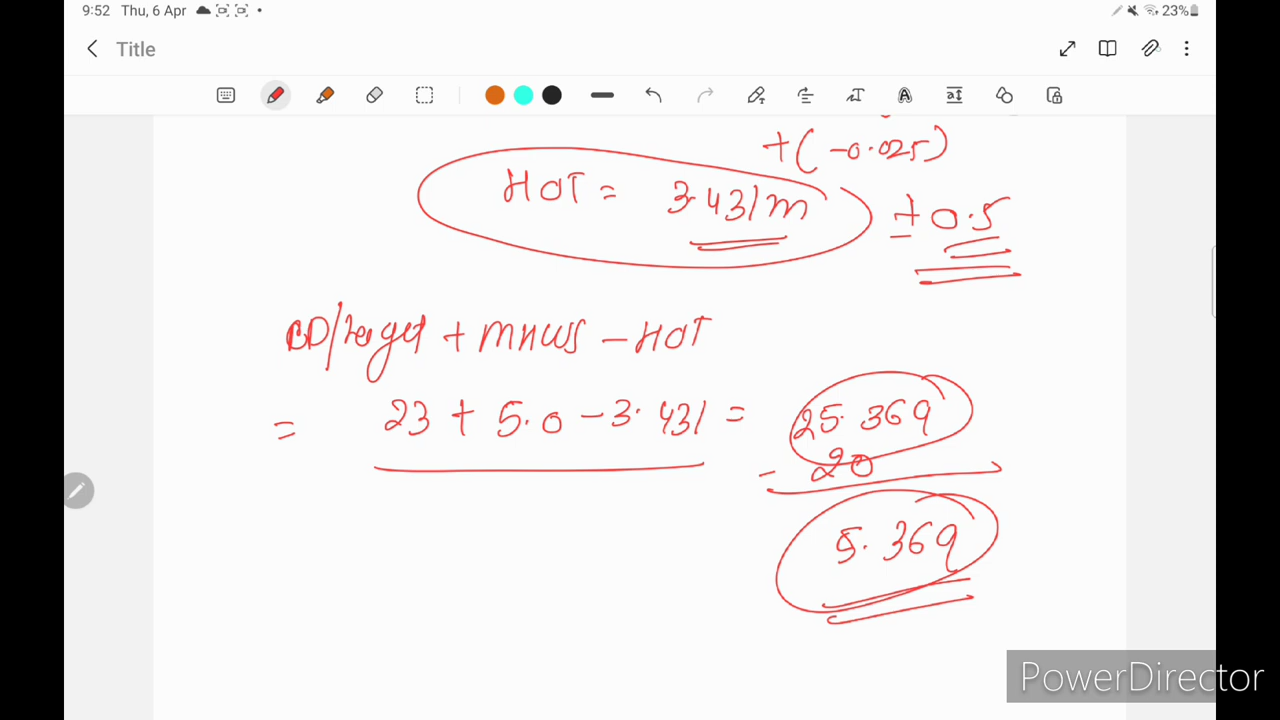 9:52 Thu, 6 Apr
23%
Title
+(-0.025)
HOT = 3.431m ± 0.5
CD/target + MHWS - HOT
= 23 + 5.0 - 3.431 = 25.369
- 20
5.369
PowerDirector